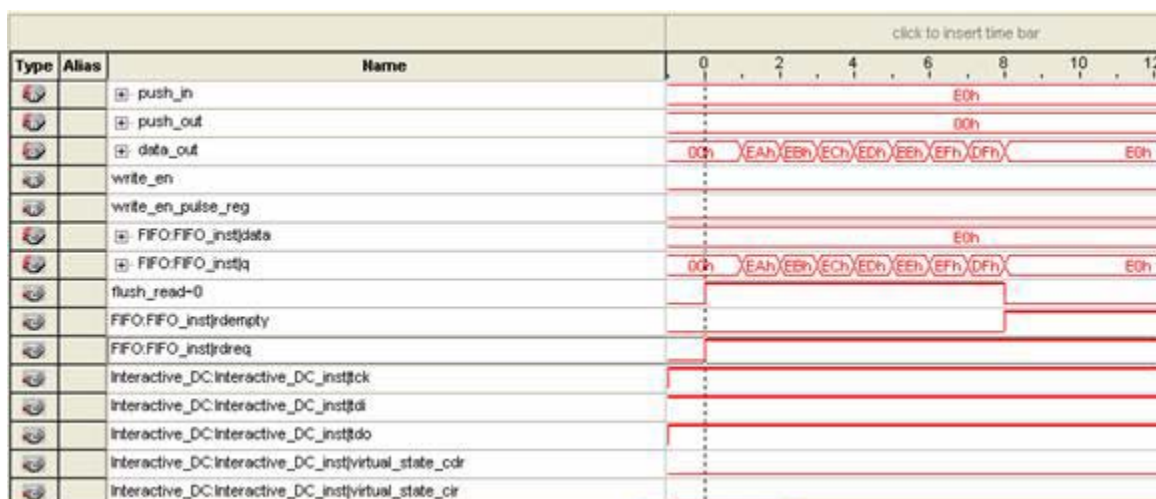 click to insert time bar
Type Alias Name 0 2 4 6 8 10 12
push_in E0h
push_out 00h
data_out 00h EAh EBh ECh EDh EEh EFh DFh E0h
write_en
write_en_pulse_reg
FIFO:FIFO_inst|data E0h
FIFO:FIFO_inst|q 00h EAh EBh ECh EDh EEh EFh DFh E0h
flush_read~0
FIFO:FIFO_inst|rdempty
FIFO:FIFO_inst|rdreq
Interactive_DC:Interactive_DC_inst|tck
Interactive_DC:Interactive_DC_inst|tdi
Interactive_DC:Interactive_DC_inst|tdo
Interactive_DC:Interactive_DC_inst|virtual_state_cdr
Interactive_DC:Interactive_DC_inst|virtual_state_cir